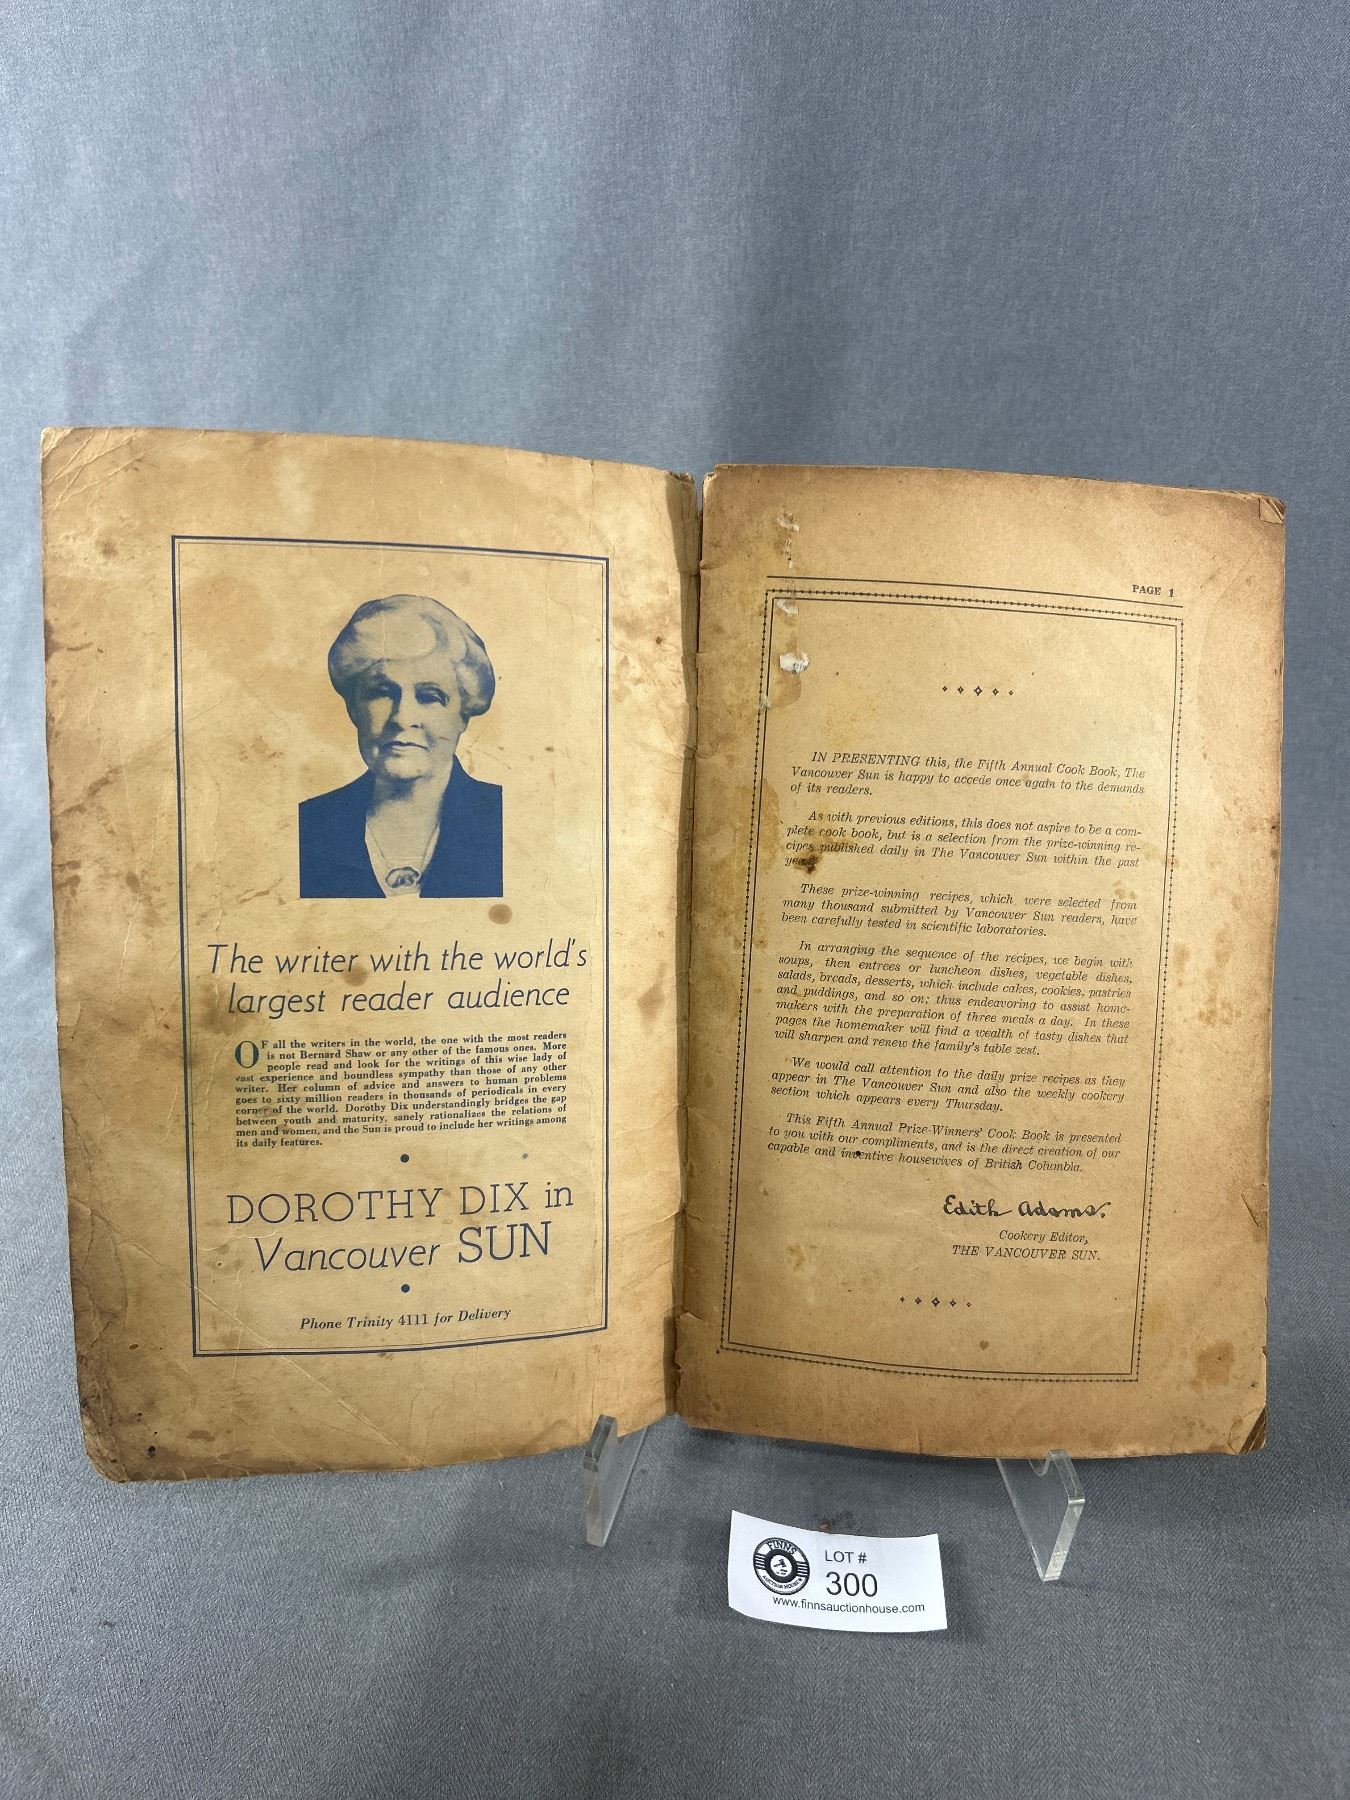 The writer with the world's
largest reader audience
OF all the writers in the world, the one with the most readers
is not Bernard Shaw or any other of the famous ones. More
people read and look for the writings of this wise lady of
vast experience and boundless sympathy than those of any other
writer. Her column of advice and answers to human problems
goes to sixty million readers in thousands of periodicals in every
corner of the world. Dorothy Dix understandingly bridges the gap
between youth and maturity, sanely rationalizes the relations of
men and women, and the Sun is proud to include her writings among
its daily features.
DOROTHY DIX in
Vancouver SUN
Phone Trinity 4111 for Delivery
PAGE 1
IN PRESENTING this, the Fifth Annual Cook Book, The
Vancouver Sun is happy to accede once again to the demands
of its readers.
As with previous editions, this does not aspire to be a com-
plete cook book, but is a selection from the prize-winning re-
cipes published daily in The Vancouver Sun within the past
These prize-winning recipes, which were selected from
many thousand submitted by Vancouver Sun readers, have
been carefully tested in scientific laboratories.
In arranging the sequence of the recipes, we begin with
soups, then entrees or luncheon dishes, vegetable dishes,
salads, breads, desserts, which include cakes, cookies, pastries
and puddings, and so on; thus endeavoring to assist home-
makers with the preparation of three meals a day. In these
pages the homemaker will find a wealth of tasty dishes that
will sharpen and renew the family's table zest.
We would call attention to the daily prize recipes as they
appear in The Vancouver Sun and also the weekly cookery
section which appears every Thursday.
This Fifth Annual Prize-Winners' Cook Book is presented
to you with our compliments, and is the direct creation of our
capable and inventive housewives of British Columbia.
Edith Adams.
Cookery Editor,
THE VANCOUVER SUN.
FINNS
AUCTION HOUSE
LOT #
300
www.finnsauctionhouse.com